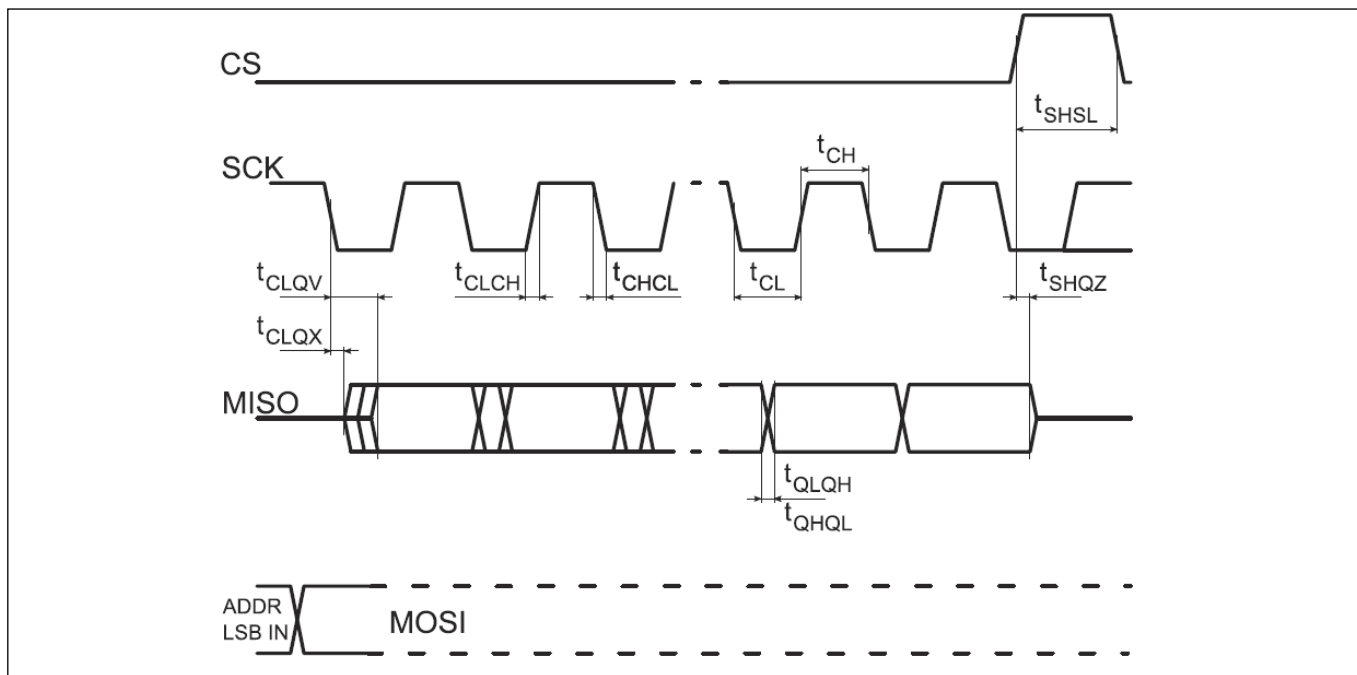 CS
tSHSL
SCK
tCH
tCLQV
tCLCH
tCHCL
tCL
tSHQZ
tCLQX
MISO
tQLQH
tQHQL
ADDR
LSB IN
MOSI